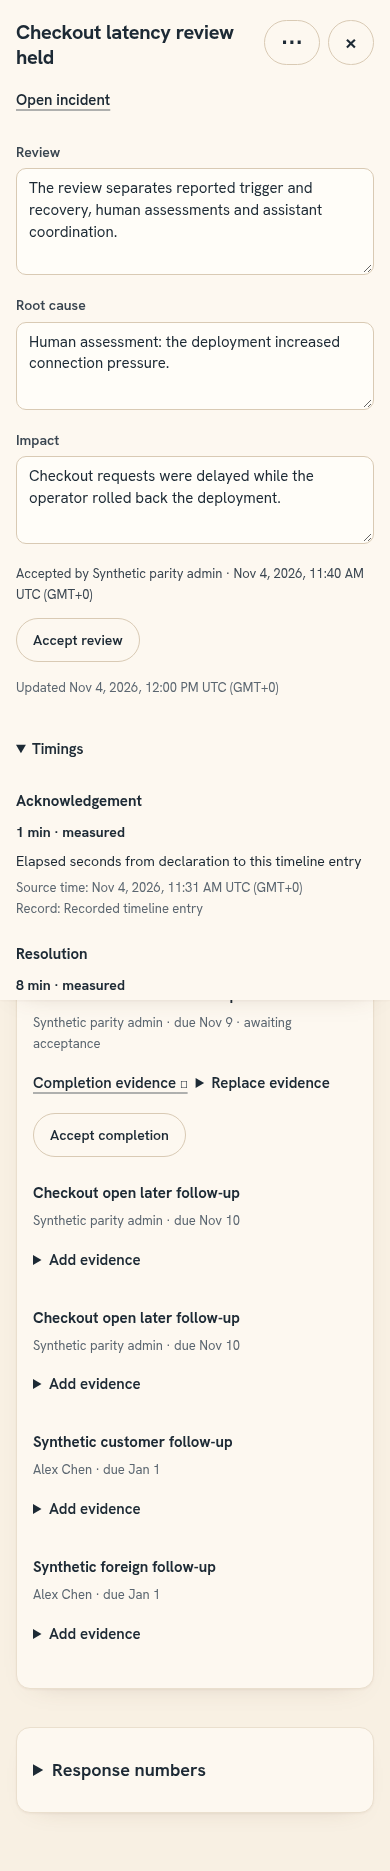 Checkout latency review
held
···
×
Open incident
Review
The review separates reported trigger and
recovery, human assessments and assistant
coordination.
Root cause
Human assessment: the deployment increased
connection pressure.
Impact
Checkout requests were delayed while the
operator rolled back the deployment.
Accepted by Synthetic parity admin · Nov 4, 2026, 11:40 AM
UTC (GMT+0)
Accept review
Updated Nov 4, 2026, 12:00 PM UTC (GMT+0)
▼ Timings
Acknowledgement
1 min · measured
Elapsed seconds from declaration to this timeline entry
Source time: Nov 4, 2026, 11:31 AM UTC (GMT+0)
Record: Recorded timeline entry
Resolution
8 min · measured
Synthetic parity admin · due Nov 9 · awaiting
acceptance
Completion evidence ▶ Replace evidence
Accept completion
Checkout open later follow-up
Synthetic parity admin · due Nov 10
▶ Add evidence
Checkout open later follow-up
Synthetic parity admin · due Nov 10
▶ Add evidence
Synthetic customer follow-up
Alex Chen · due Jan 1
▶ Add evidence
Synthetic foreign follow-up
Alex Chen · due Jan 1
▶ Add evidence
▶ Response numbers